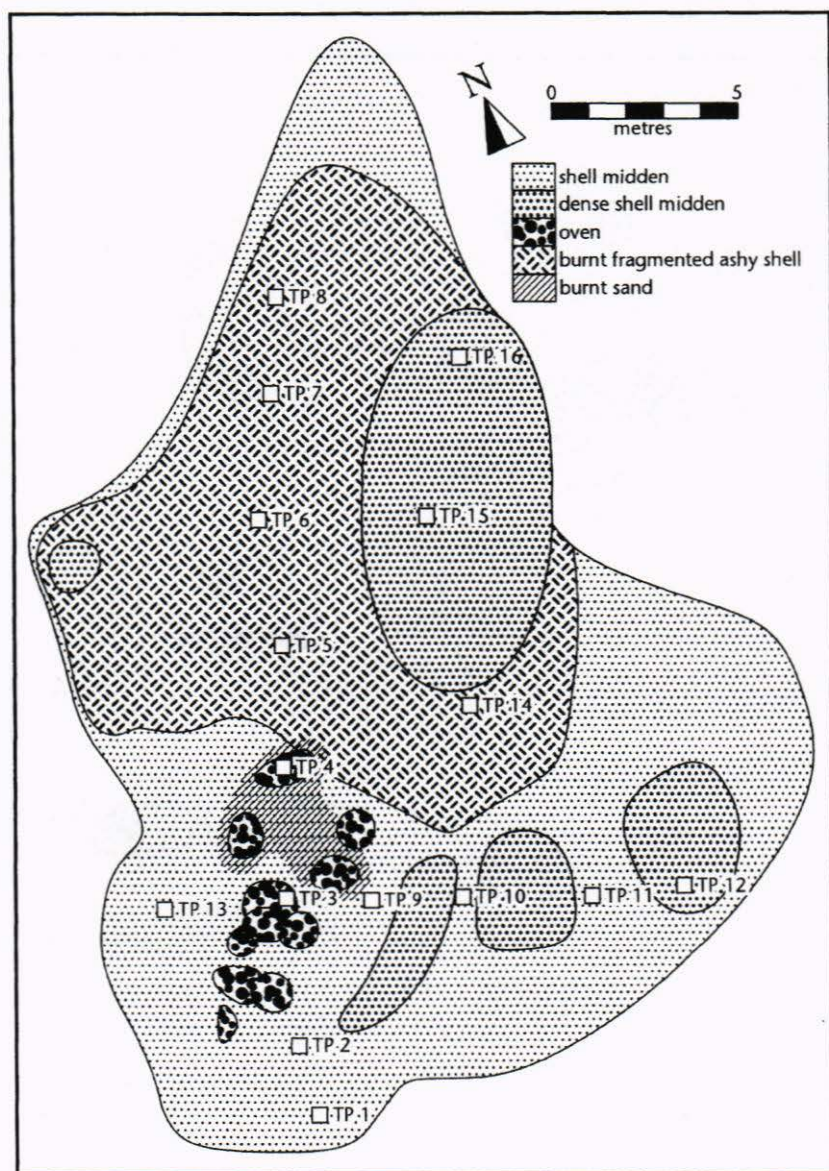 N
0 5
metres
shell midden
dense shell midden
oven
burnt fragmented ashy shell
burnt sand
TP 8
TP 16
TP 7
TP 15
TP 6
TP 5
TP 14
TP 4
TP 12
TP 11
TP 10
TP 9
TP 3
TP 13
TP 2
TP 1